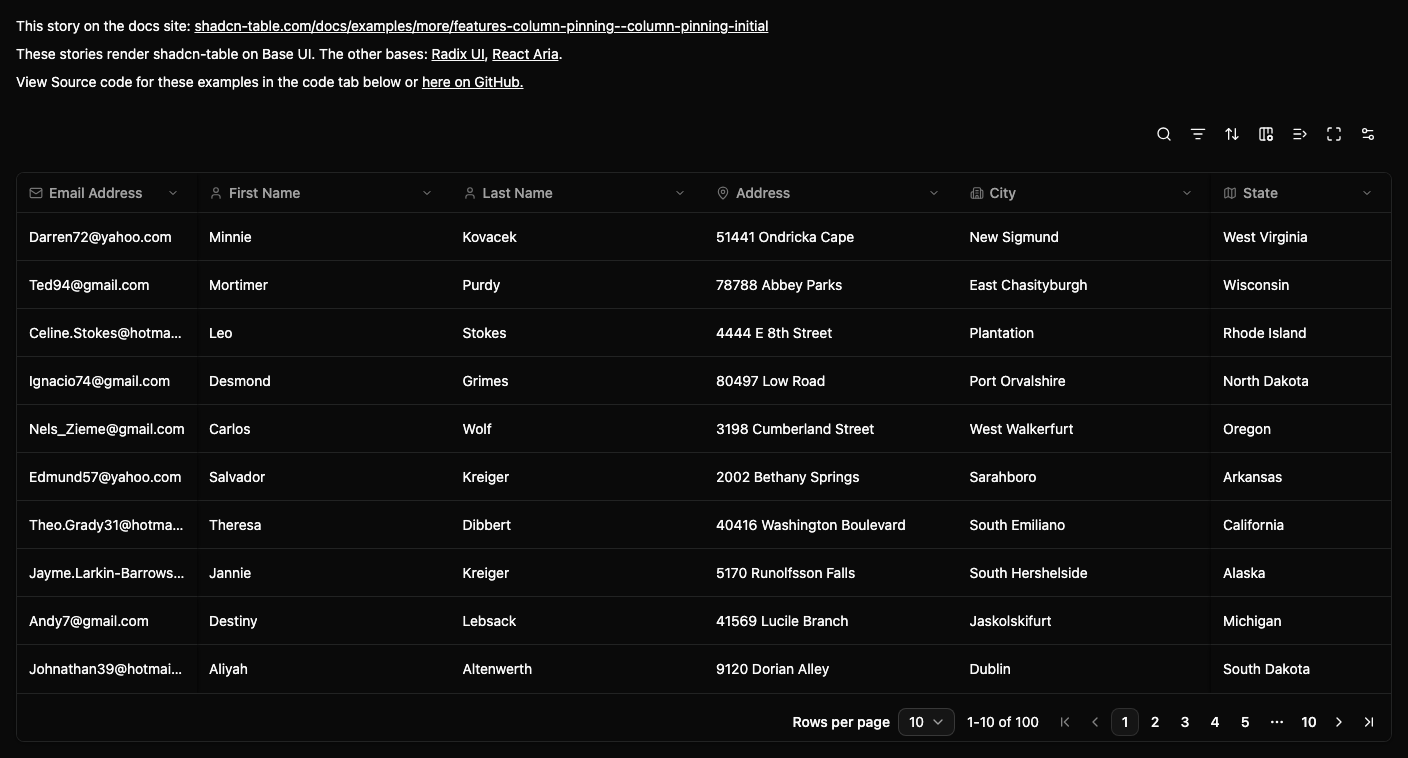 This story on the docs site: shadcn-table.com/docs/examples/more/features-column-pinning--column-pinning-initial
These stories render shadcn-table on Base UI. The other bases: Radix UI, React Aria.
View Source code for these examples in the code tab below or here on GitHub.
Email Address First Name Last Name Address City State
Darren72@yahoo.com Minnie Kovacek 51441 Ondricka Cape New Sigmund West Virginia
Ted94@gmail.com Mortimer Purdy 78788 Abbey Parks East Chasityburgh Wisconsin
Celine.Stokes@hotma... Leo Stokes 4444 E 8th Street Plantation Rhode Island
Ignacio74@gmail.com Desmond Grimes 80497 Low Road Port Orvalshire North Dakota
Nels_Zieme@gmail.com Carlos Wolf 3198 Cumberland Street West Walkerfurt Oregon
Edmund57@yahoo.com Salvador Kreiger 2002 Bethany Springs Sarahboro Arkansas
Theo.Grady31@hotma... Theresa Dibbert 40416 Washington Boulevard South Emiliano California
Jayme.Larkin-Barrows... Jannie Kreiger 5170 Runolfsson Falls South Hershelside Alaska
Andy7@gmail.com Destiny Lebsack 41569 Lucile Branch Jaskolskifurt Michigan
Johnathan39@hotmai... Aliyah Altenwerth 9120 Dorian Alley Dublin South Dakota
Rows per page 10 1-10 of 100 1 2 3 4 5 ... 10